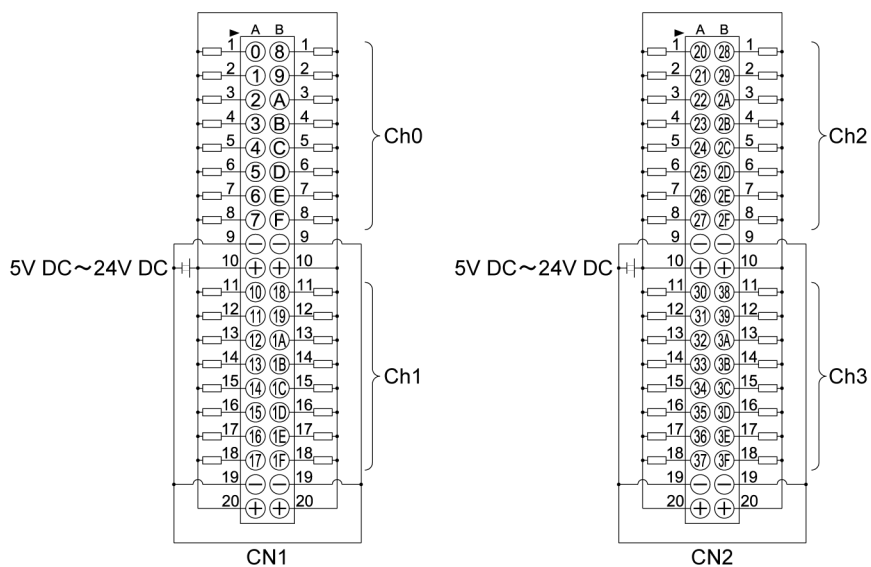 A B A B
1 0 8 1 1 20 28 1
2 1 9 2 2 21 29 2
3 2 A 3 3 22 2A 3
4 3 B 4 4 23 2B 4
5 4 C 5 Ch0 5 24 2C 5 Ch2
6 5 D 6 6 25 2D 6
7 6 E 7 7 26 2E 7
8 7 F 8 8 27 2F 8
9 − − 9 9 − − 9
5V DC～24V DC 10 + + 10 5V DC～24V DC 10 + + 10
11 10 18 11 11 30 38 11
12 11 19 12 12 31 39 12
13 12 1A 13 13 32 3A 13
14 13 1B 14 14 33 3B 14
15 14 1C 15 Ch1 15 34 3C 15 Ch3
16 15 1D 16 16 35 3D 16
17 16 1E 17 17 36 3E 17
18 17 1F 18 18 37 3F 18
19 − − 19 19 − − 19
20 + + 20 20 + + 20
CN1 CN2